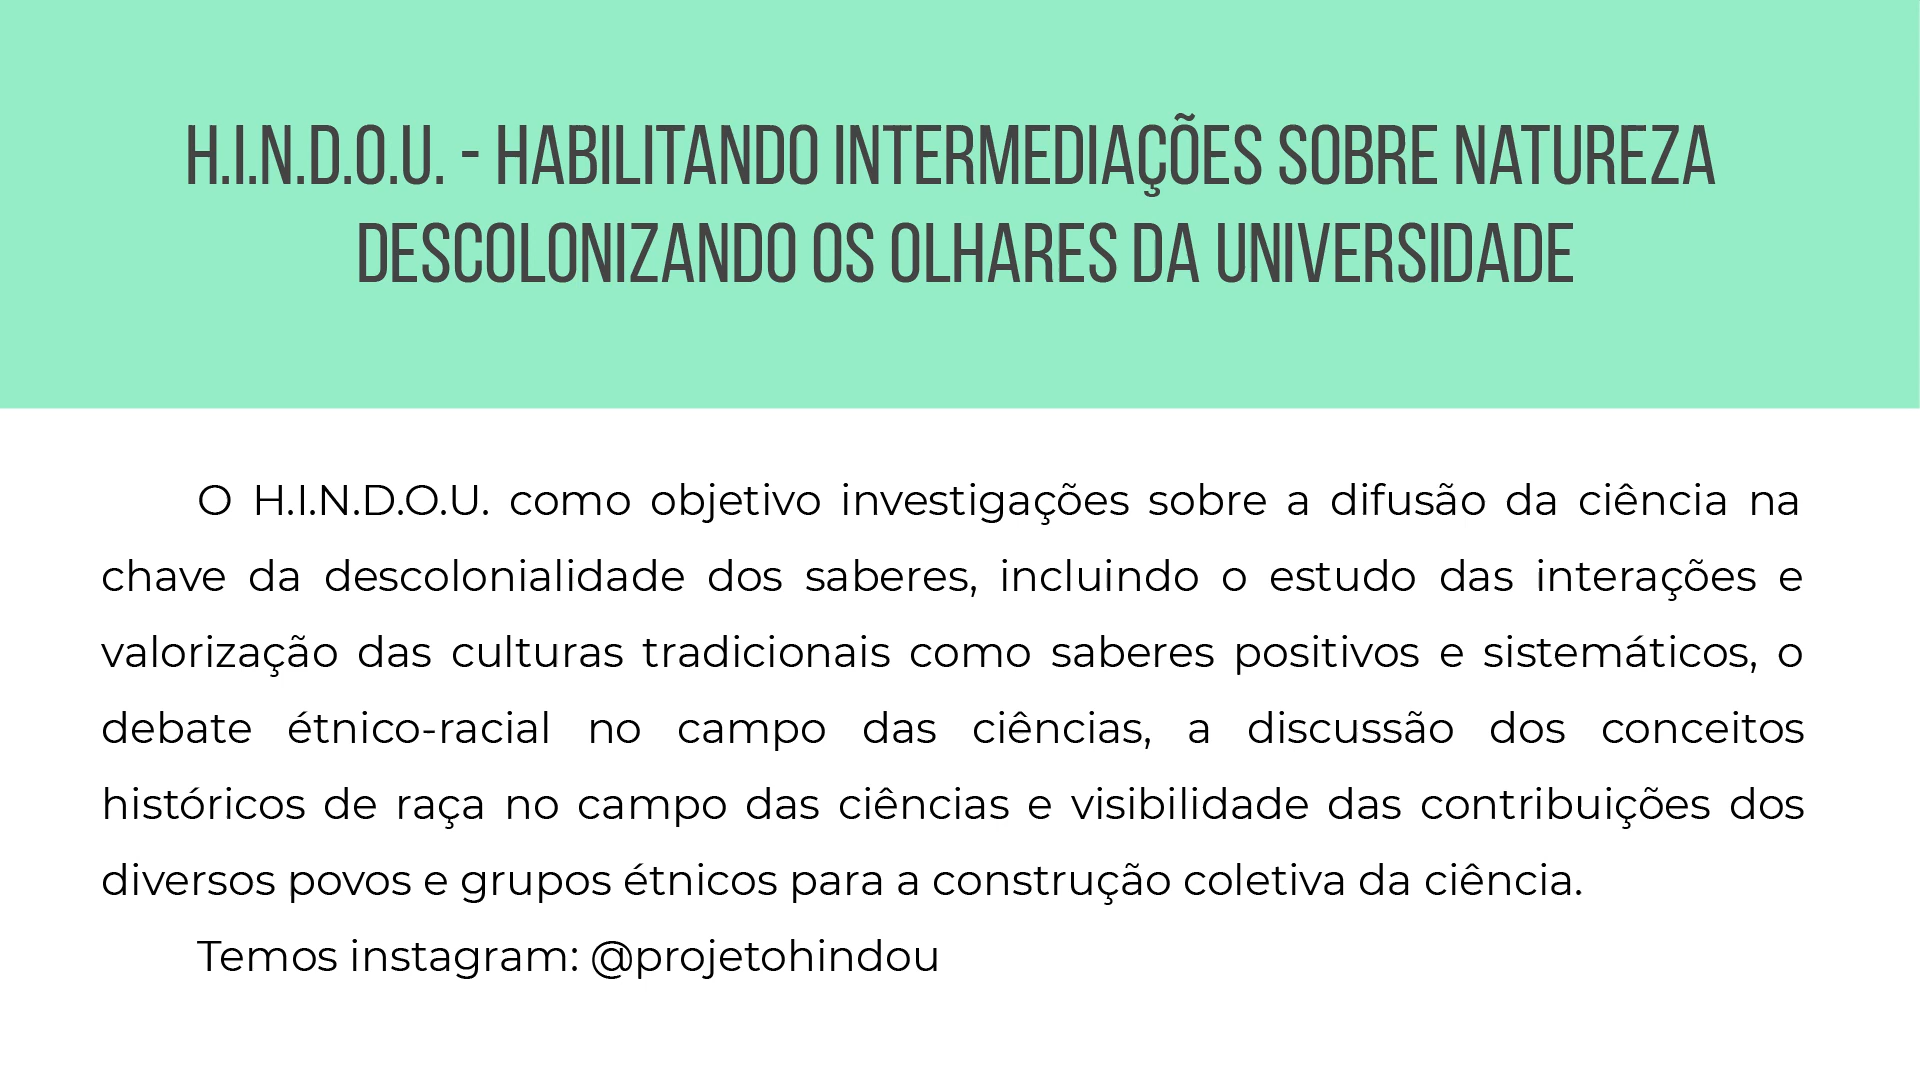 H.I.N.D.O.U. - HABILITANDO INTERMEDIAÇÕES SOBRE NATUREZA
DESCOLONIZANDO OS OLHARES DA UNIVERSIDADE
O H.I.N.D.O.U. como objetivo investigações sobre a difusão da ciência na
chave da descolonialidade dos saberes, incluindo o estudo das interações e
valorização das culturas tradicionais como saberes positivos e sistemáticos, o
debate étnico-racial no campo das ciências, a discussão dos conceitos
históricos de raça no campo das ciências e visibilidade das contribuições dos
diversos povos e grupos étnicos para a construção coletiva da ciência.
Temos instagram: @projetohindou